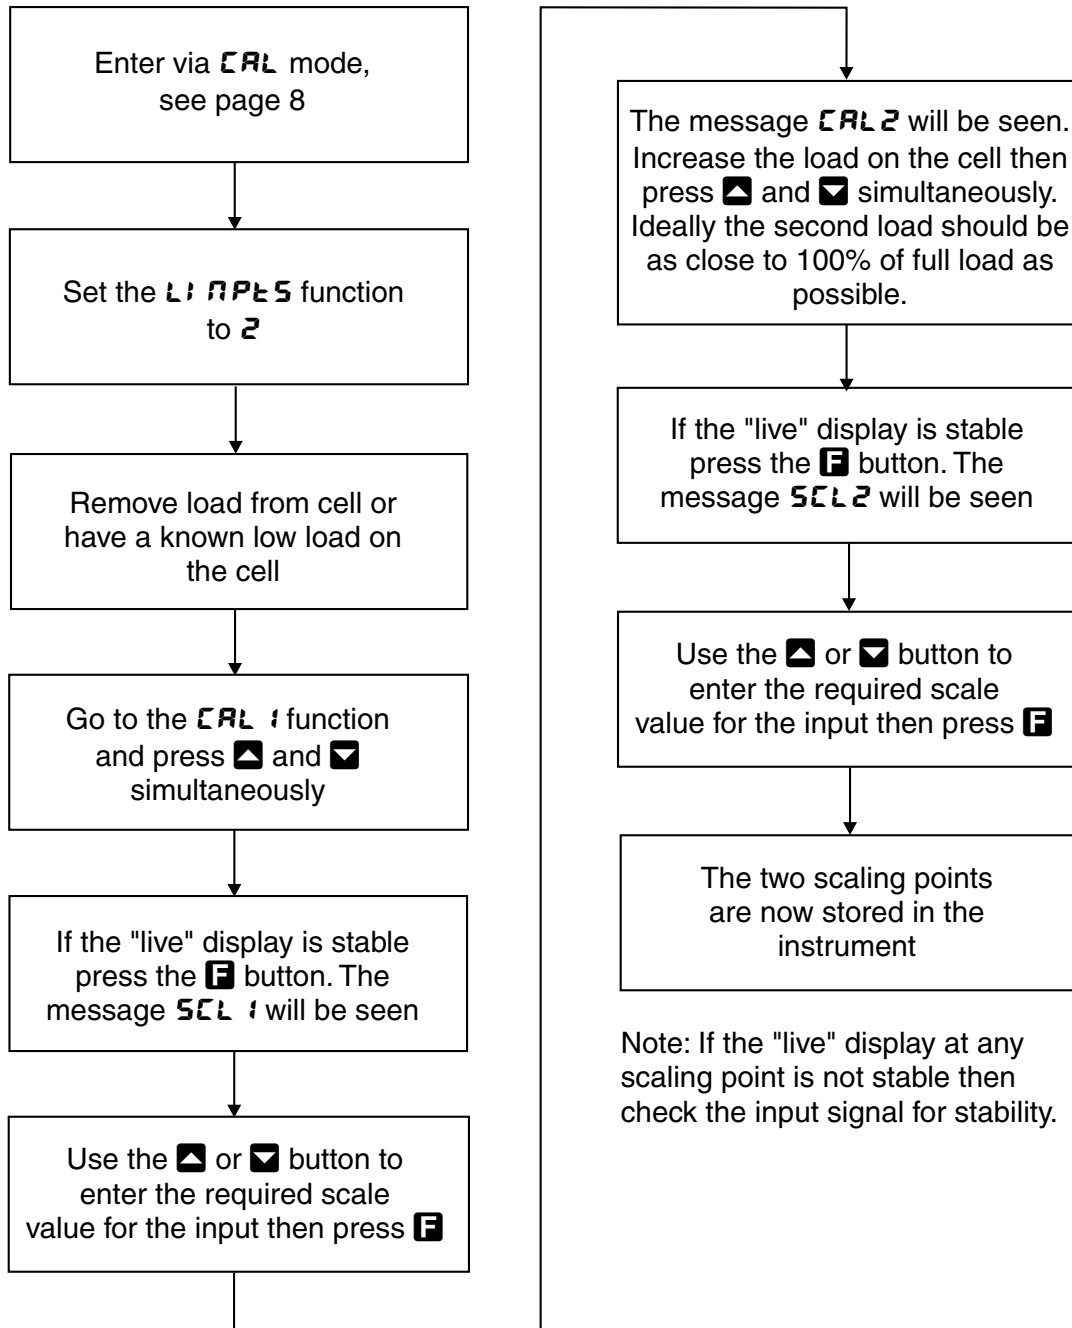 Enter via CAL mode,
see page 8
Set the LI nPtS function
to 2
Remove load from cell or
have a known low load on
the cell
Go to the CAL 1 function
and press ▲ and ▼
simultaneously
If the "live" display is stable
press the F button. The
message SCL 1 will be seen
Use the ▲ or ▼ button to
enter the required scale
value for the input then press F
The message CAL2 will be seen.
Increase the load on the cell then
press ▲ and ▼ simultaneously.
Ideally the second load should be
as close to 100% of full load as
possible.
If the "live" display is stable
press the F button. The
message SCL2 will be seen
Use the ▲ or ▼ button to
enter the required scale
value for the input then press F
The two scaling points
are now stored in the
instrument
Note: If the "live" display at any
scaling point is not stable then
check the input signal for stability.